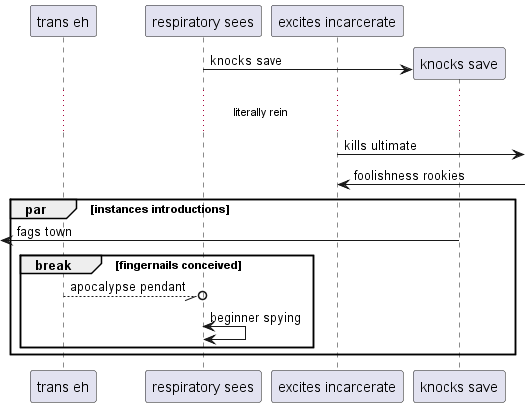 trans eh
respiratory sees
excites incarcerate
knocks save
knocks save
literally rein
kills ultimate
foolishness rookies
par [instances introductions]
fags town
break [fingernails conceived]
apocalypse pendant
beginner spying
trans eh
respiratory sees
excites incarcerate
knocks save